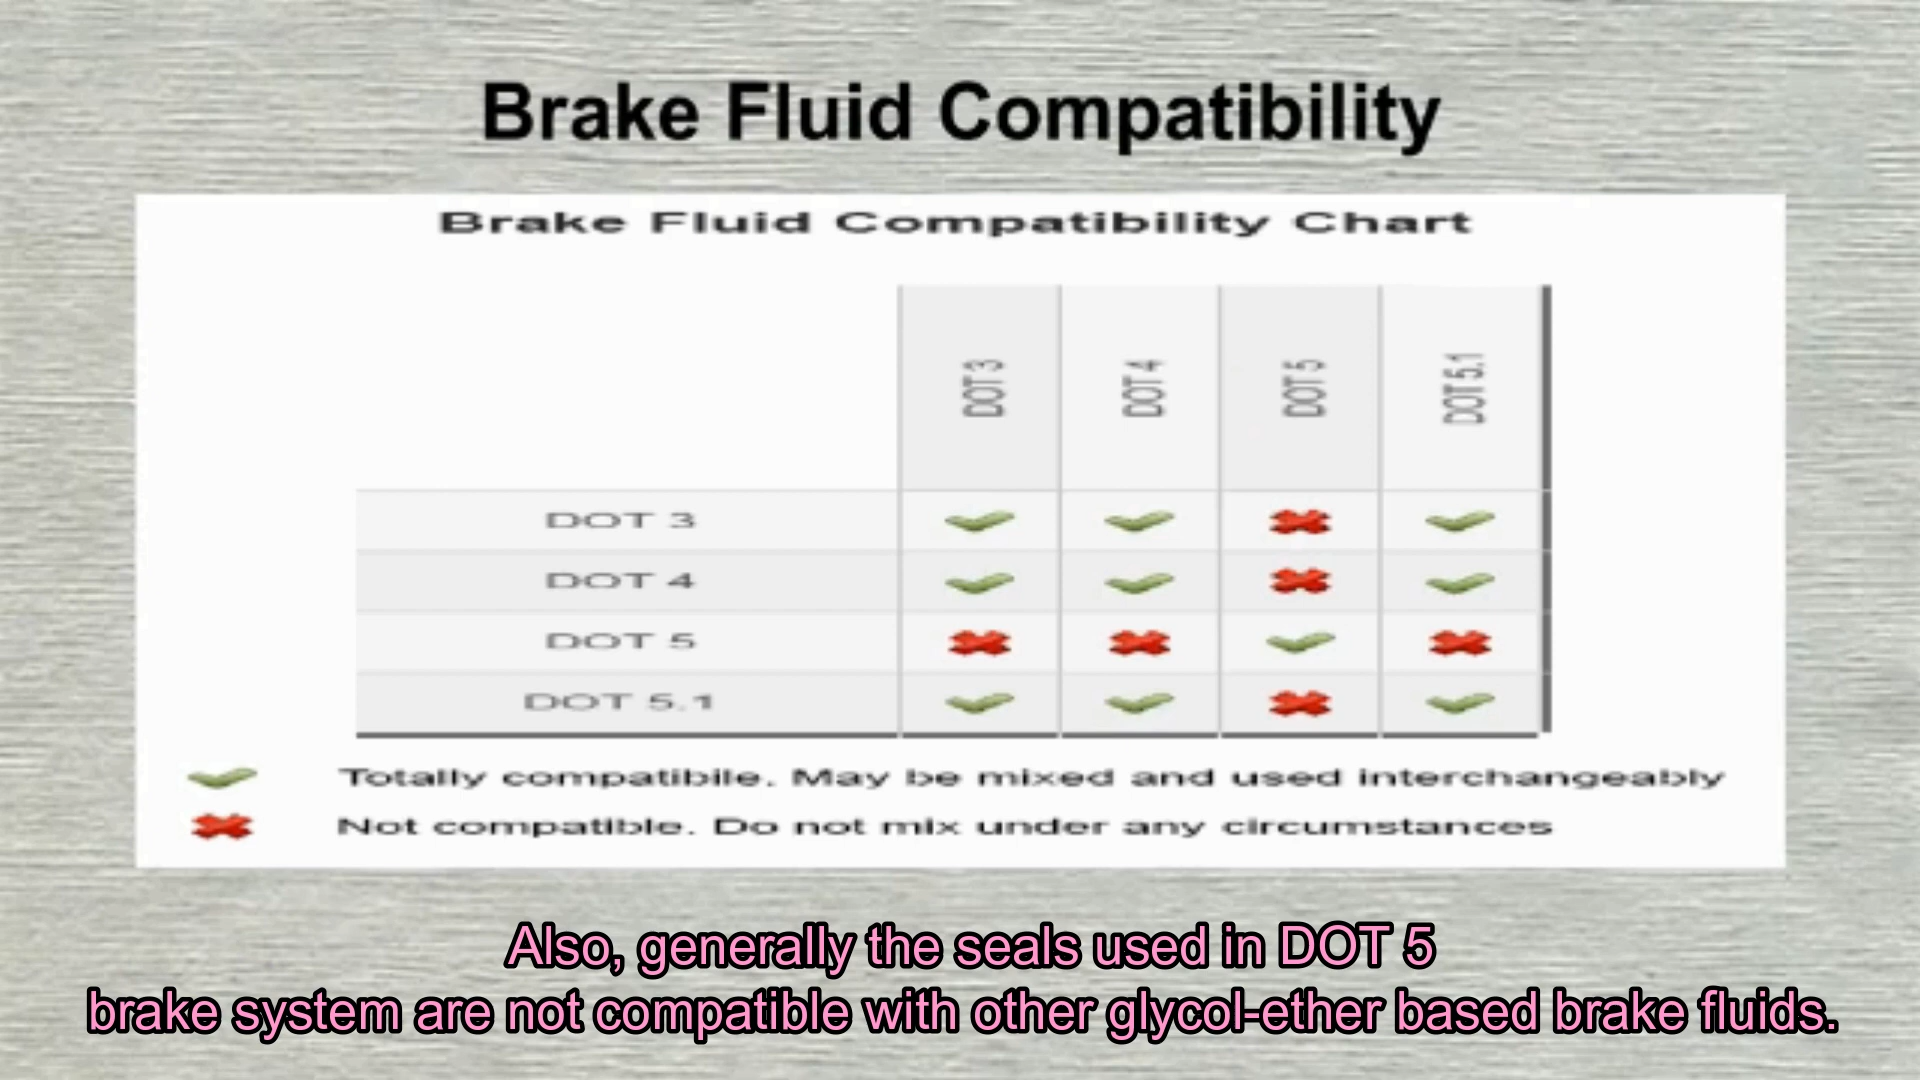 Brake Fluid Compatibility
Brake Fluid Compatibility Chart
DOT 3
DOT 4
DOT 5
DOT 5.1
DOT 3
DOT 4
DOT 5
DOT 5.1
Totally compatibile. May be mixed and used interchangeably
Not compatible. Do not mix under any circumstances
Also, generally the seals used in DOT 5
brake system are not compatible with other glycol-ether based brake fluids.